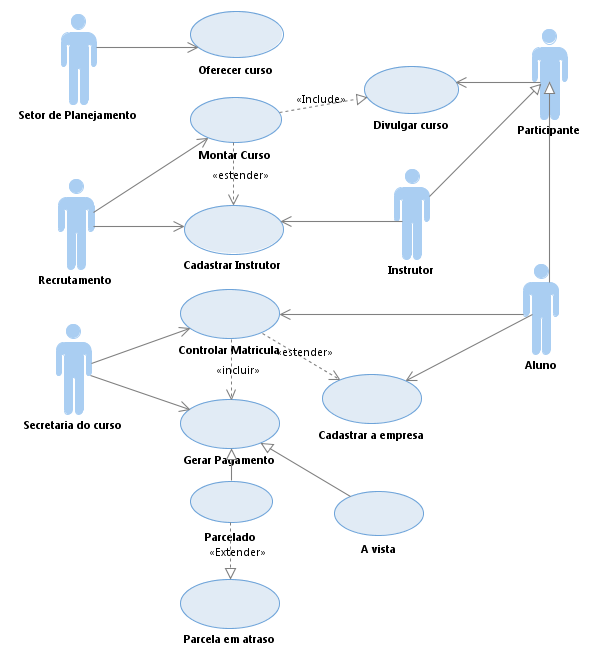 Oferecer curso
Setor de Planejamento
«Include»
Divulgar curso
Participante
Montar Curso
«estender»
Cadastrar Instrutor
Instrutor
Recrutamento
Controlar Matricula
«estender»
Aluno
«incluir»
Secretaria do curso
Cadastrar a empresa
Gerar Pagamento
Parcelado
A vista
«Extender»
Parcela em atraso